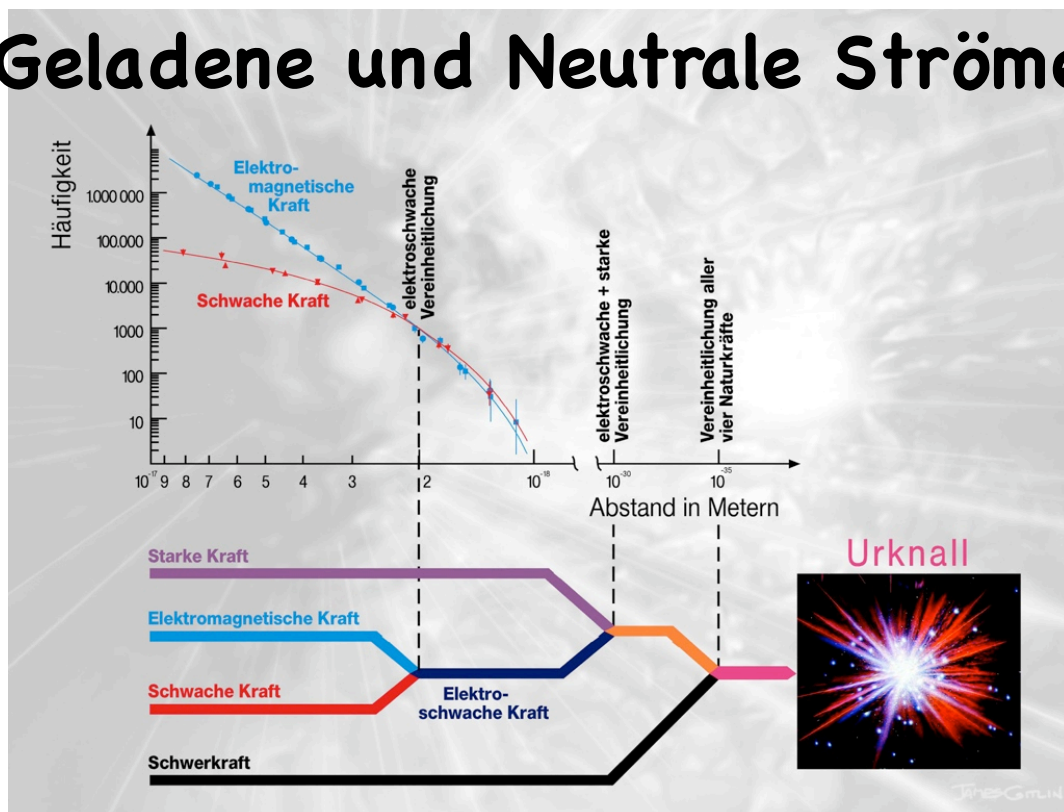 Geladene und Neutrale Ströme
Häufigkeit
Elektro-
magnetische
Kraft
Schwache Kraft
1000 000
100.000
10.000
1000
100
10
elektroschwache
Vereinheitlichung
elektroschwache + starke
Vereinheitlichung
Vereinheitlichung aller
vier Naturkräfte
10⁻¹⁷ 9 8 7 6 5 4 3 2 10⁻¹⁸ 10⁻³⁰ 10⁻³⁵
Abstand in Metern
Starke Kraft
Elektromagnetische Kraft
Schwache Kraft
Elektro-
schwache Kraft
Schwerkraft
Urknall